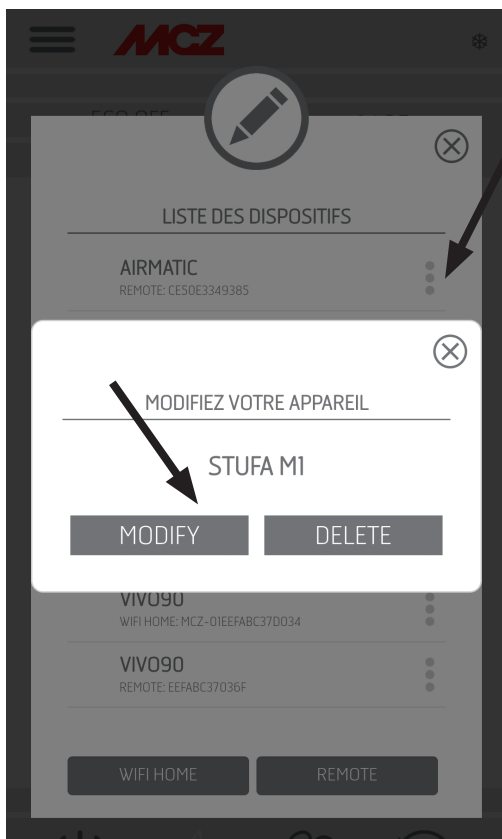 MCZ
LISTE DES DISPOSITIFS
AIRMATIC
REMOTE: CE50E3349385
MODIFIEZ VOTRE APPAREIL
STUFA M1
MODIFY
DELETE
VIVO90
WIFI HOME: MCZ-01EEFABC37D034
VIVO90
REMOTE: EEFABC37036F
WIFI HOME
REMOTE